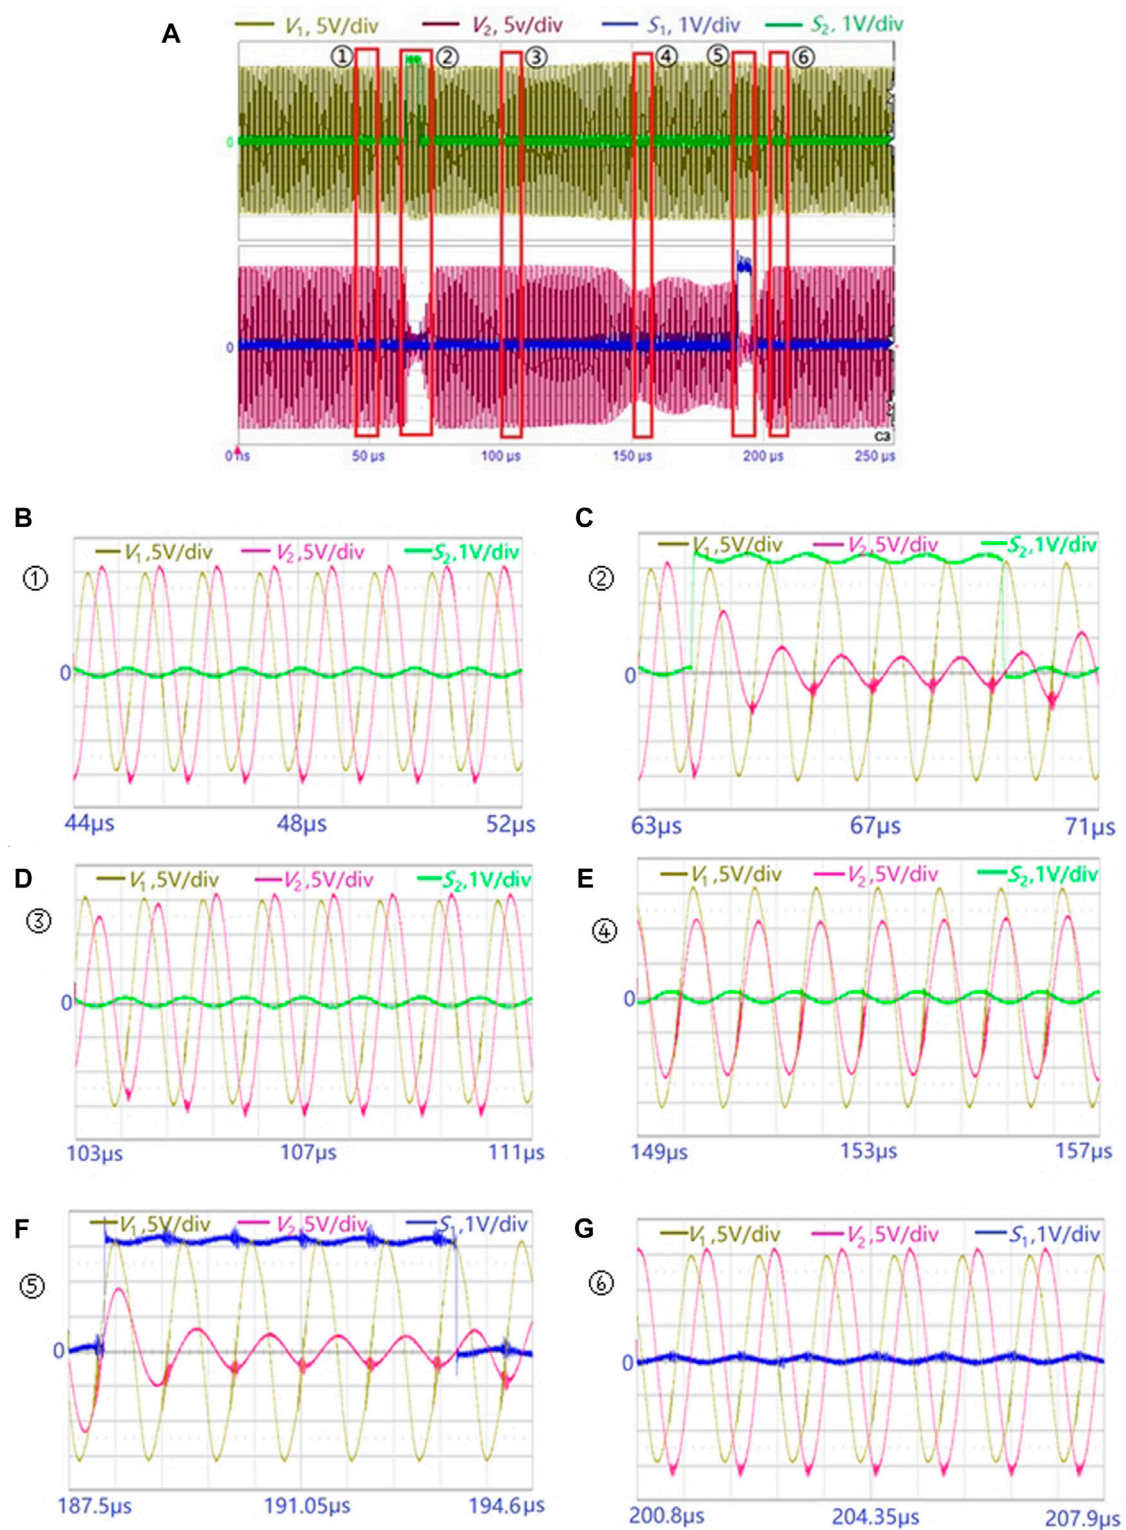 A
V₁, 5V/div V₂, 5v/div S₁, 1V/div S₂, 1V/div
① ② ③ ④ ⑤ ⑥
0
0
C3
0 ns 50 µs 100 µs 150 µs 200 µs 250 µs
B
V₁,5V/div V₂,5V/div S₂,1V/div
①
0
44µs 48µs 52µs
C
V₁,5V/div V₂,5V/div S₂,1V/div
②
0
63µs 67µs 71µs
D
V₁,5V/div V₂,5V/div S₂,1V/div
③
0
103µs 107µs 111µs
E
V₁,5V/div V₂,5V/div S₂,1V/div
④
0
149µs 153µs 157µs
F
V₁,5V/div V₂,5V/div S₁,1V/div
⑤
0
187.5µs 191.05µs 194.6µs
G
V₁,5V/div V₂,5V/div S₁,1V/div
⑥
0
200.8µs 204.35µs 207.9µs